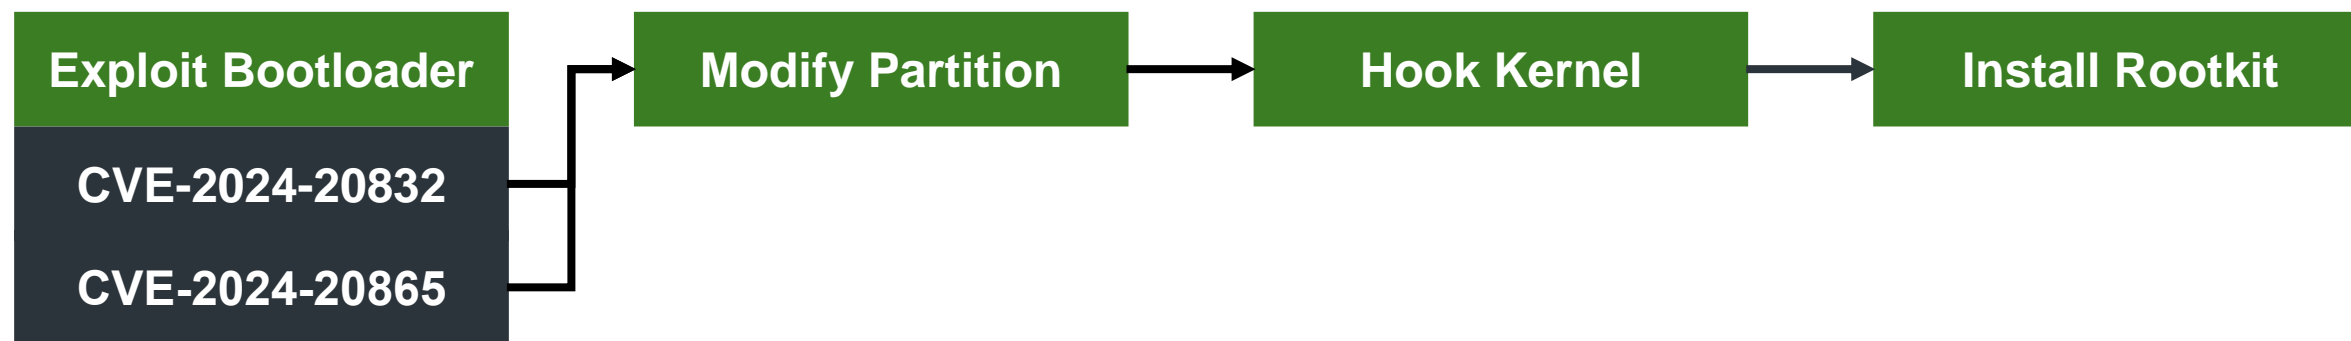 Exploit Bootloader
CVE-2024-20832
CVE-2024-20865
Modify Partition
Hook Kernel
Install Rootkit